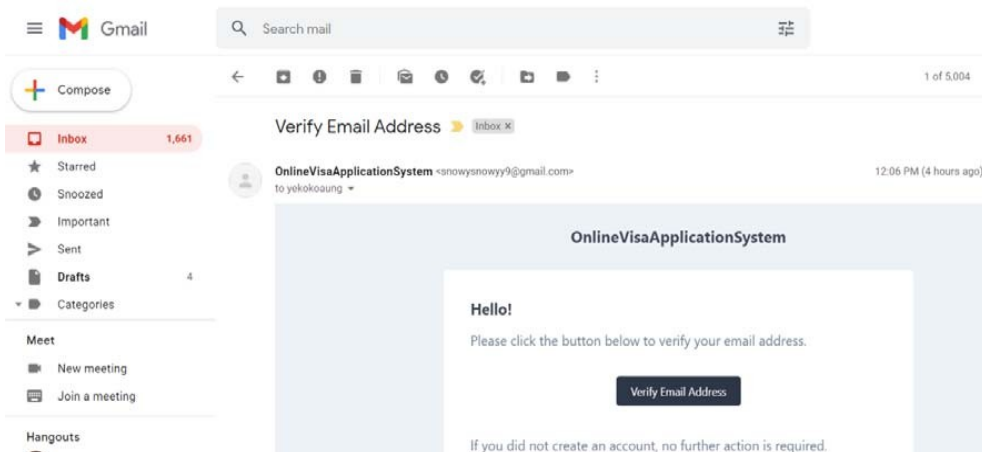 Gmail
Search mail
Compose
1 of 5,004
Inbox 1,661
Starred
Snoozed
Important
Sent
Drafts 4
Categories
Meet
New meeting
Join a meeting
Hangouts
Verify Email Address Inbox x
OnlineVisaApplicationSystem <snowysnowyy9@gmail.com> 12:06 PM (4 hours ago)
to yekokoaung
OnlineVisaApplicationSystem
Hello!
Please click the button below to verify your email address.
Verify Email Address
If you did not create an account, no further action is required.